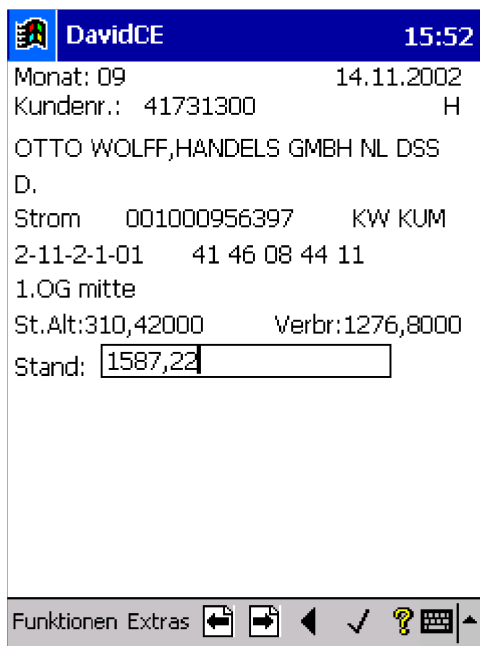 DavidCE 15:52
Monat: 09 14.11.2002
Kundenr.: 41731300 H
OTTO WOLFF,HANDELS GMBH NL DSS
D.
Strom 001000956397 KW KUM
2-11-2-1-01 41 46 08 44 11
1.OG mitte
St.Alt:310,42000 Verbr:1276,8000
Stand: 1587,22
Funktionen Extras